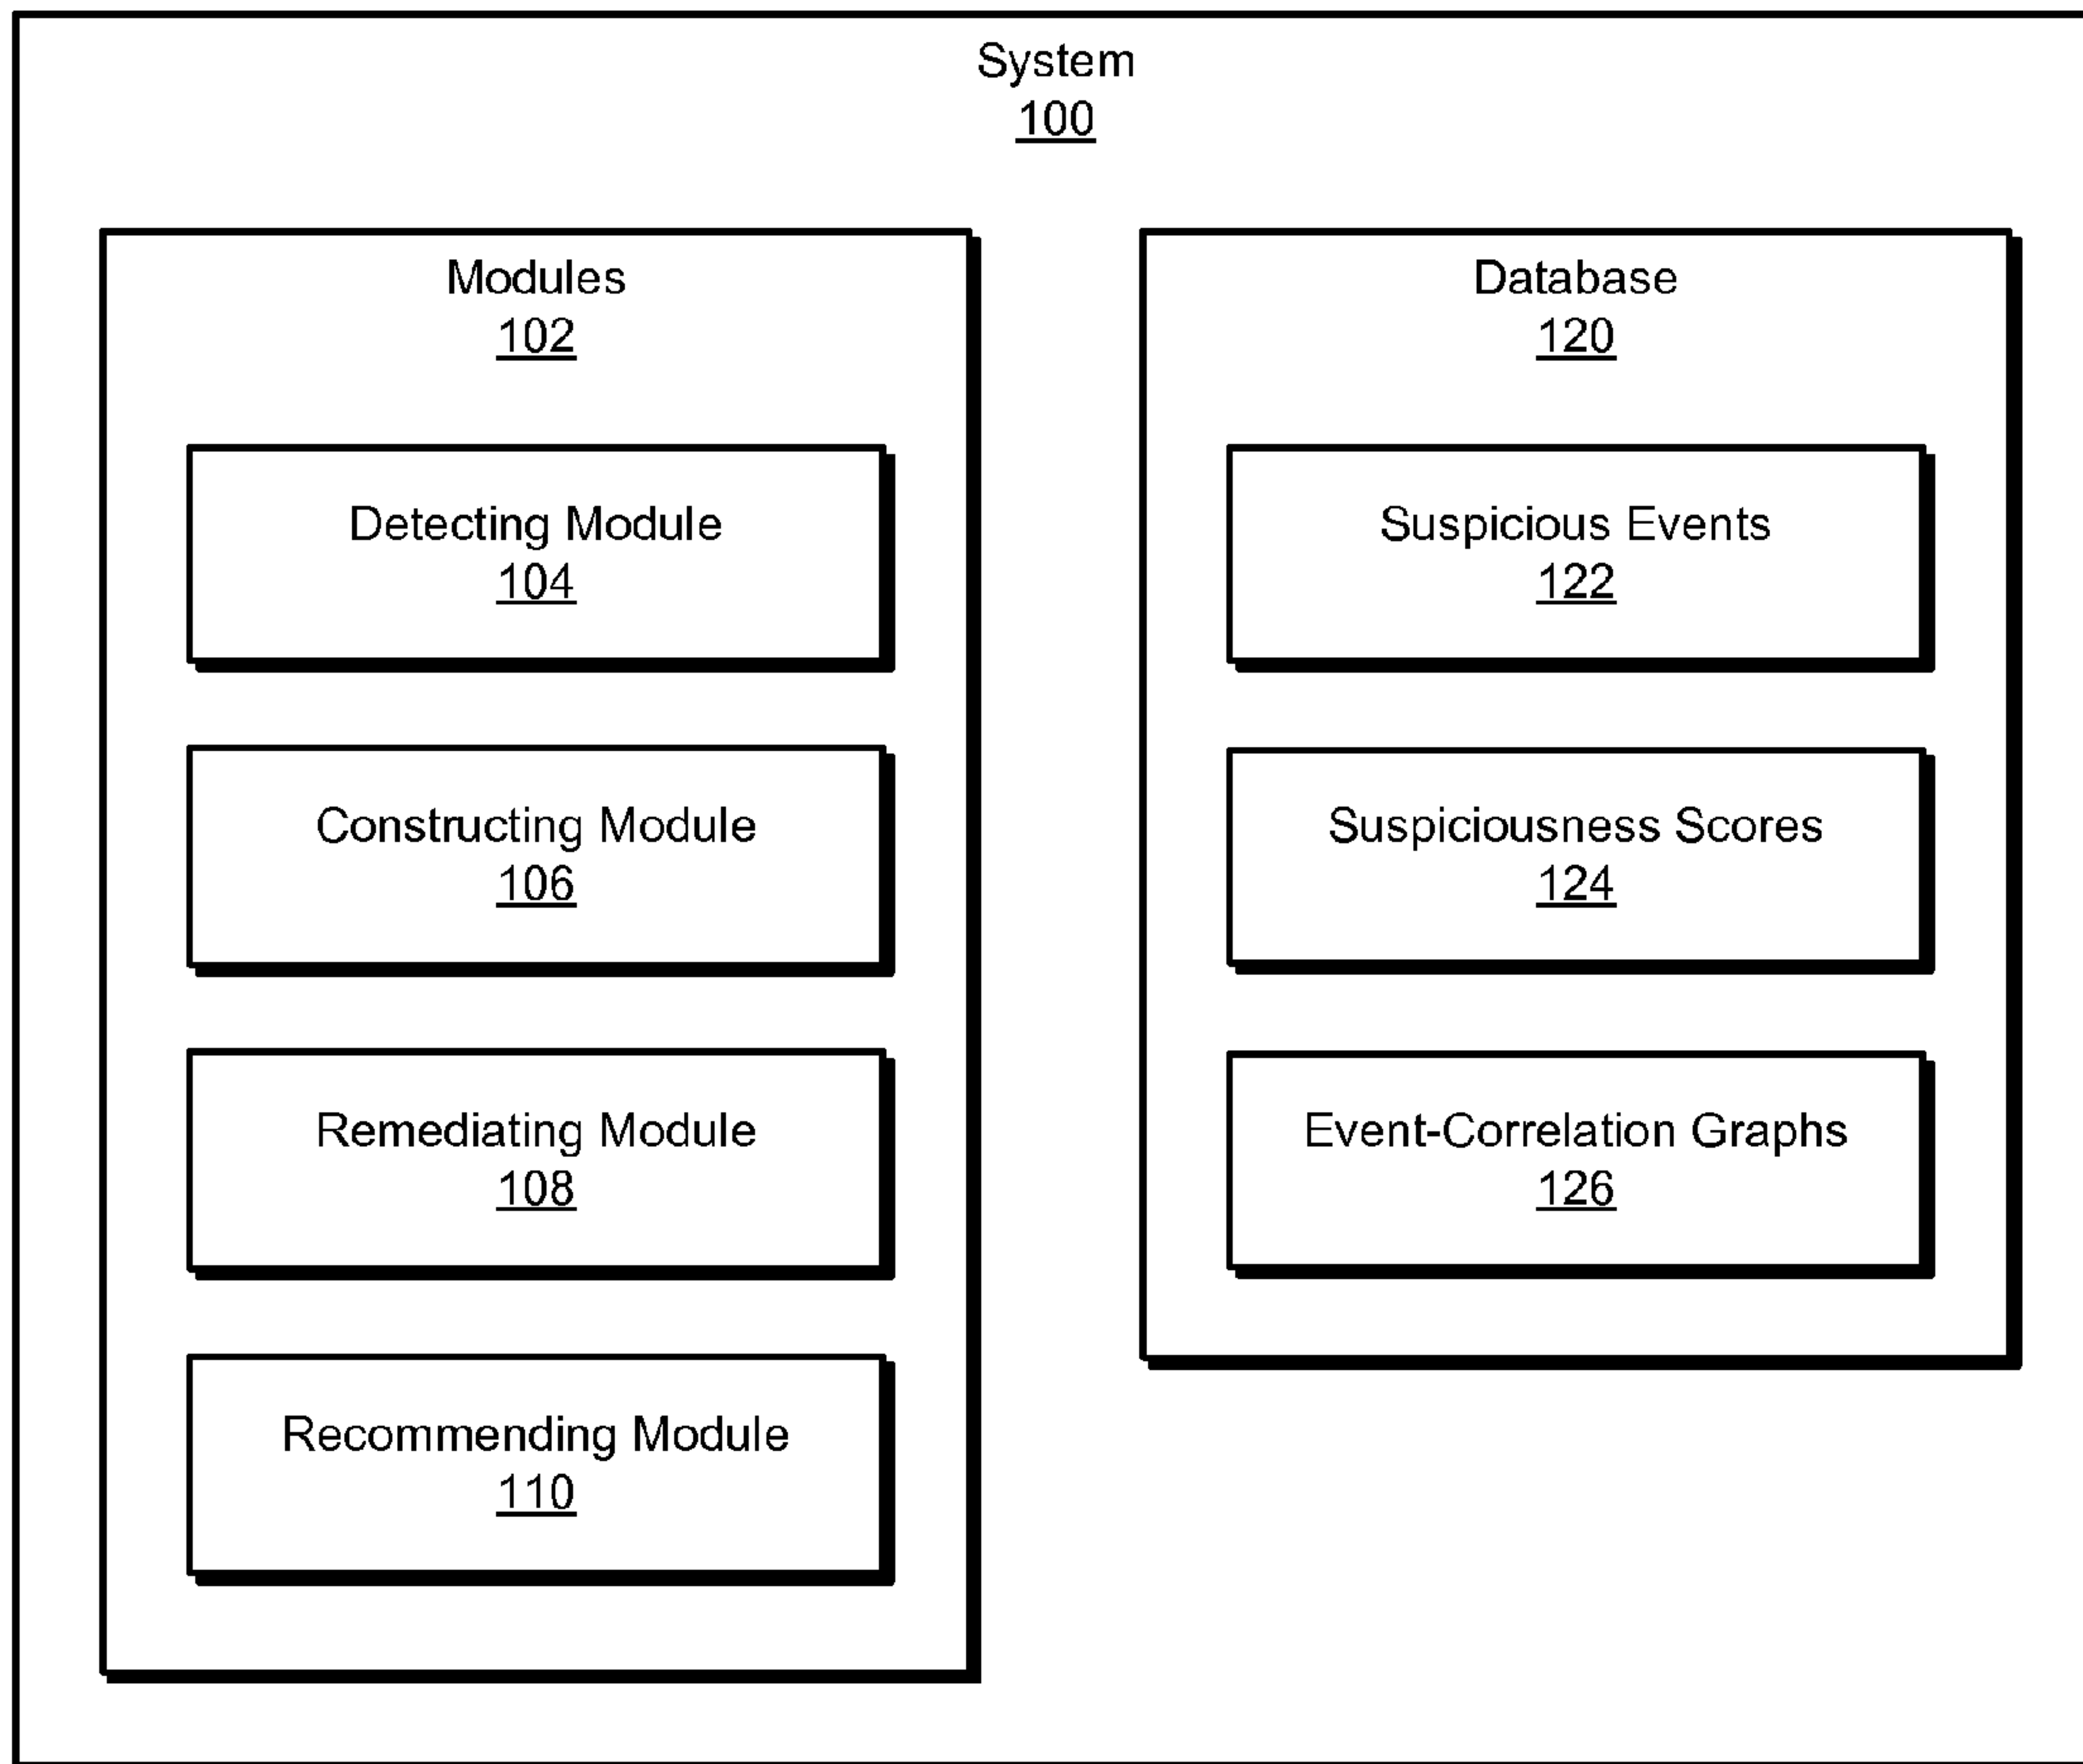 System
100
Modules
102
Detecting Module
104
Constructing Module
106
Remediating Module
108
Recommending Module
110
Database
120
Suspicious Events
122
Suspiciousness Scores
124
Event-Correlation Graphs
126